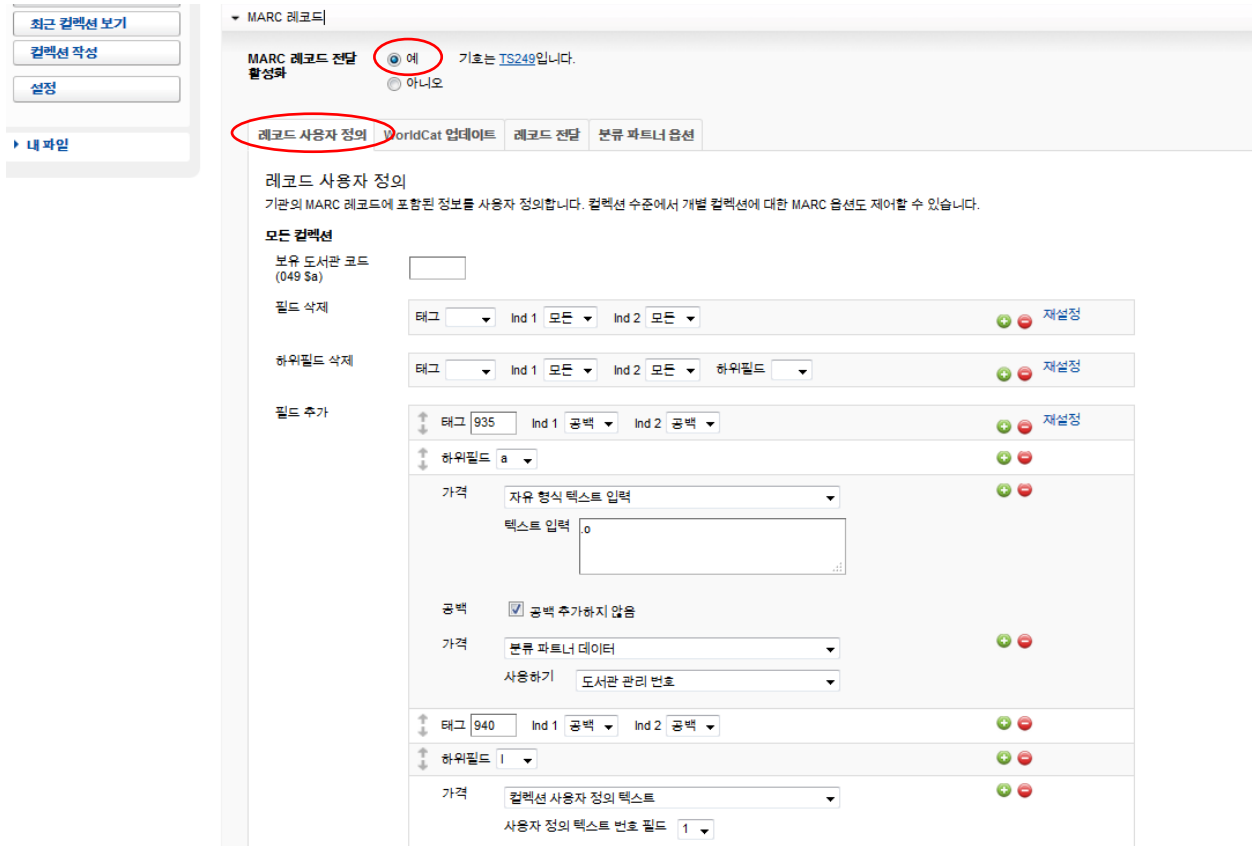 최근 컬렉션 보기
컬렉션 작성
설정
내 파일
MARC 레코드
MARC 레코드 전달
활성화
예 기호는 TS249입니다.
아니오
레코드 사용자 정의 WorldCat 업데이트 레코드 전달 분류 파트너 옵션
레코드 사용자 정의
기관의 MARC 레코드에 포함된 정보를 사용자 정의합니다. 컬렉션 수준에서 개별 컬렉션에 대한 MARC 옵션도 제어할 수 있습니다.
모든 컬렉션
보유 도서관 코드
(049 $a)
필드 삭제
태그 Ind 1 모든 Ind 2 모든 재설정
하위필드 삭제
태그 Ind 1 모든 Ind 2 모든 하위필드 재설정
필드 추가
태그 935 Ind 1 공백 Ind 2 공백 재설정
하위필드 a
가격 자유 형식 텍스트 입력
텍스트 입력 .o
공백 공백 추가하지 않음
가격 분류 파트너 데이터
사용하기 도서관 관리 번호
태그 940 Ind 1 공백 Ind 2 공백
하위필드 l
가격 컬렉션 사용자 정의 텍스트
사용자 정의 텍스트 번호 필드 1